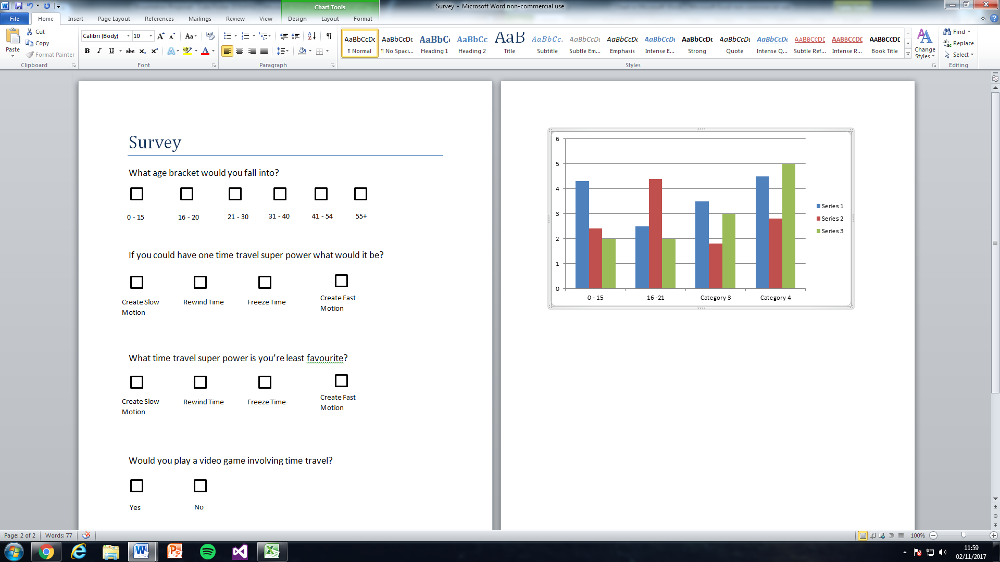 Chart Tools
Survey - Microsoft Word non-commercial use
File Home Insert Page Layout References Mailings Review View Design Layout Format
Paste
Cut
Copy
Format Painter
Clipboard
Calibri (Body) 10
Font
Paragraph
AaBbCcDc AaBbCcDc AaBbCc AaBbCc AaB AaBbCc. AaBbCcDc AaBbCcDc AaBbCcDc AaBbCcDc AaBbCcDc AaBbCcDc AABBCCDD AABBCCDD AABBCCDD
¶ Normal ¶ No Spaci... Heading 1 Heading 2 Title Subtitle Subtle Em... Emphasis Intense E... Strong Quote Intense Q... Subtle Ref... Intense R... Book Title
Styles
Change
Styles
Find
Replace
Select
Editing
Survey
What age bracket would you fall into?
0 - 15 16 - 20 21 - 30 31 - 40 41 - 54 55+
If you could have one time travel super power what would it be?
Create Slow Motion
Rewind Time
Freeze Time
Create Fast Motion
What time travel super power is you’re least favourite?
Create Slow Motion
Rewind Time
Freeze Time
Create Fast Motion
Would you play a video game involving time travel?
Yes No
6
5
4
3
2
1
0
0 - 15 16 -21 Category 3 Category 4
Series 1
Series 2
Series 3
Page: 2 of 2 Words: 77
100%
11:59
02/11/2017